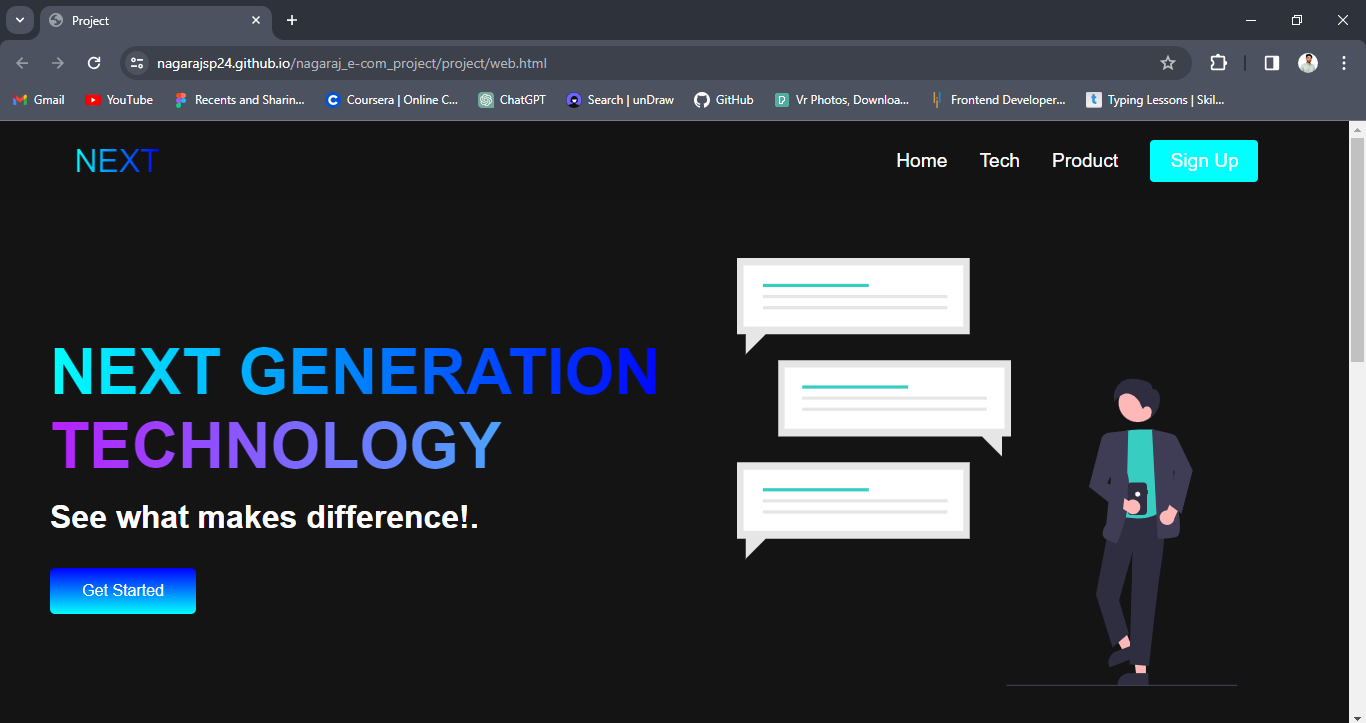 Project
nagarajsp24.github.io/nagaraj_e-com_project/project/web.html
Gmail YouTube Recents and Sharin... Coursera | Online C... ChatGPT Search | unDraw GitHub Vr Photos, Downloa... Frontend Developer... Typing Lessons | Skil...
NEXT Home Tech Product Sign Up
NEXT GENERATION
TECHNOLOGY
See what makes difference!.
Get Started